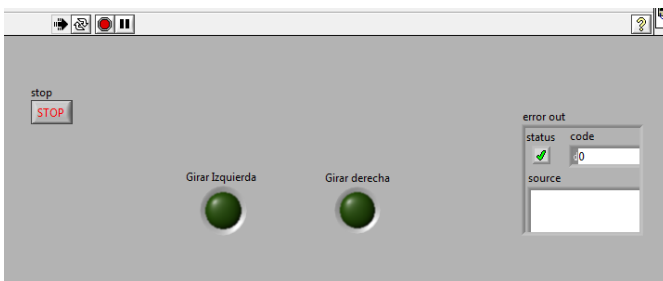 ?
stop
STOP
error out
status code
0
Girar Izquierda Girar derecha
source